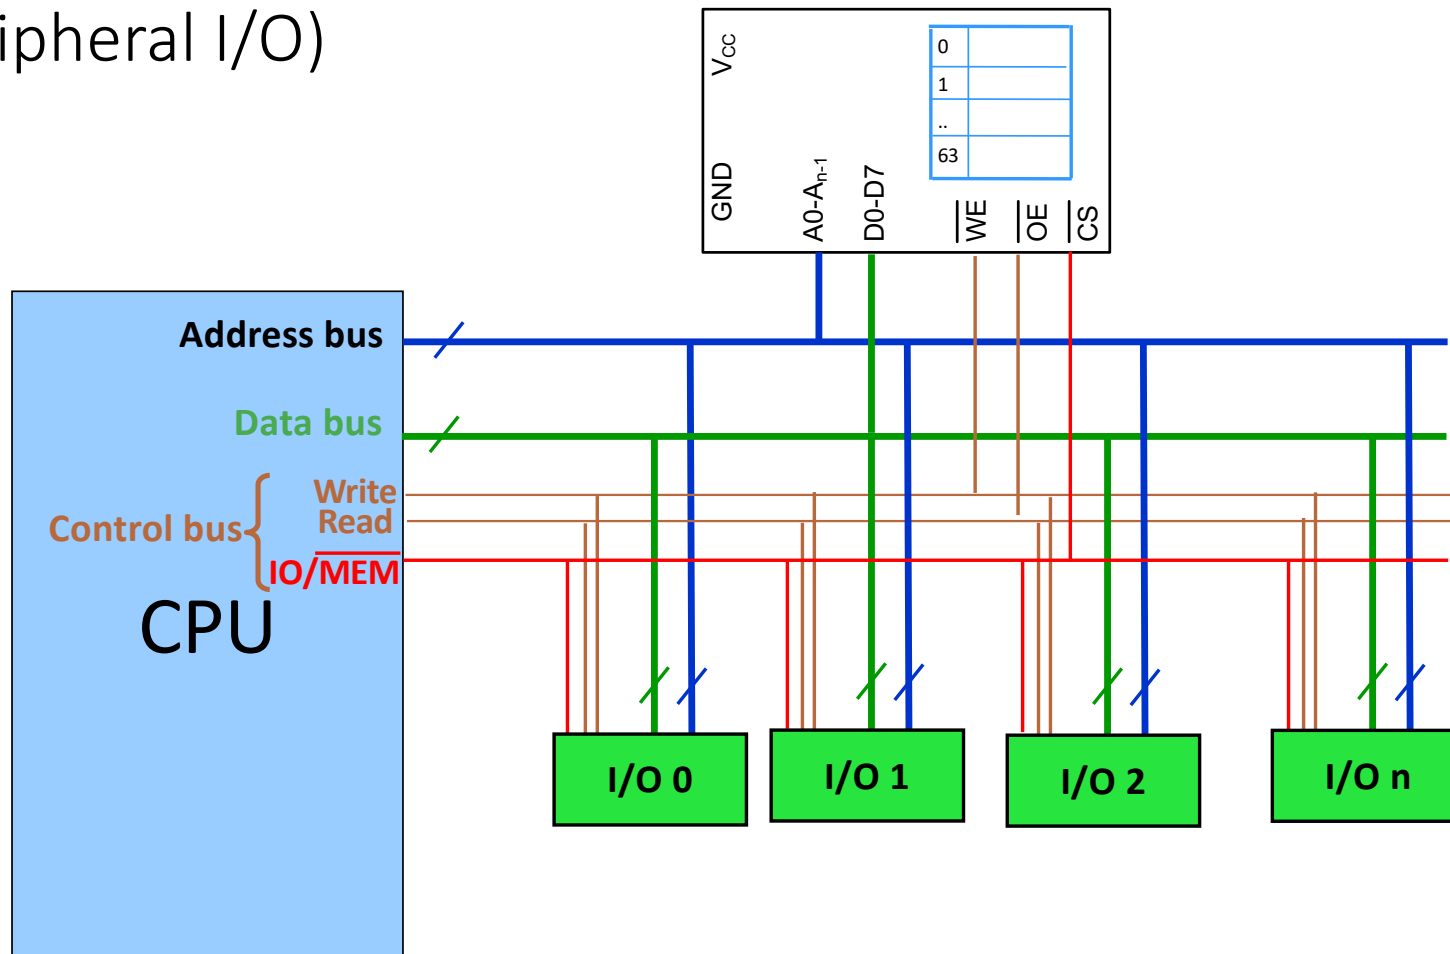 ipheral I/O)
VCC
GND
A0-An-1
D0-D7
0
1
..
63
WE
OE
CS
Address bus
Data bus
Control bus
Write
Read
IO/MEM
CPU
I/O 0
I/O 1
I/O 2
I/O n